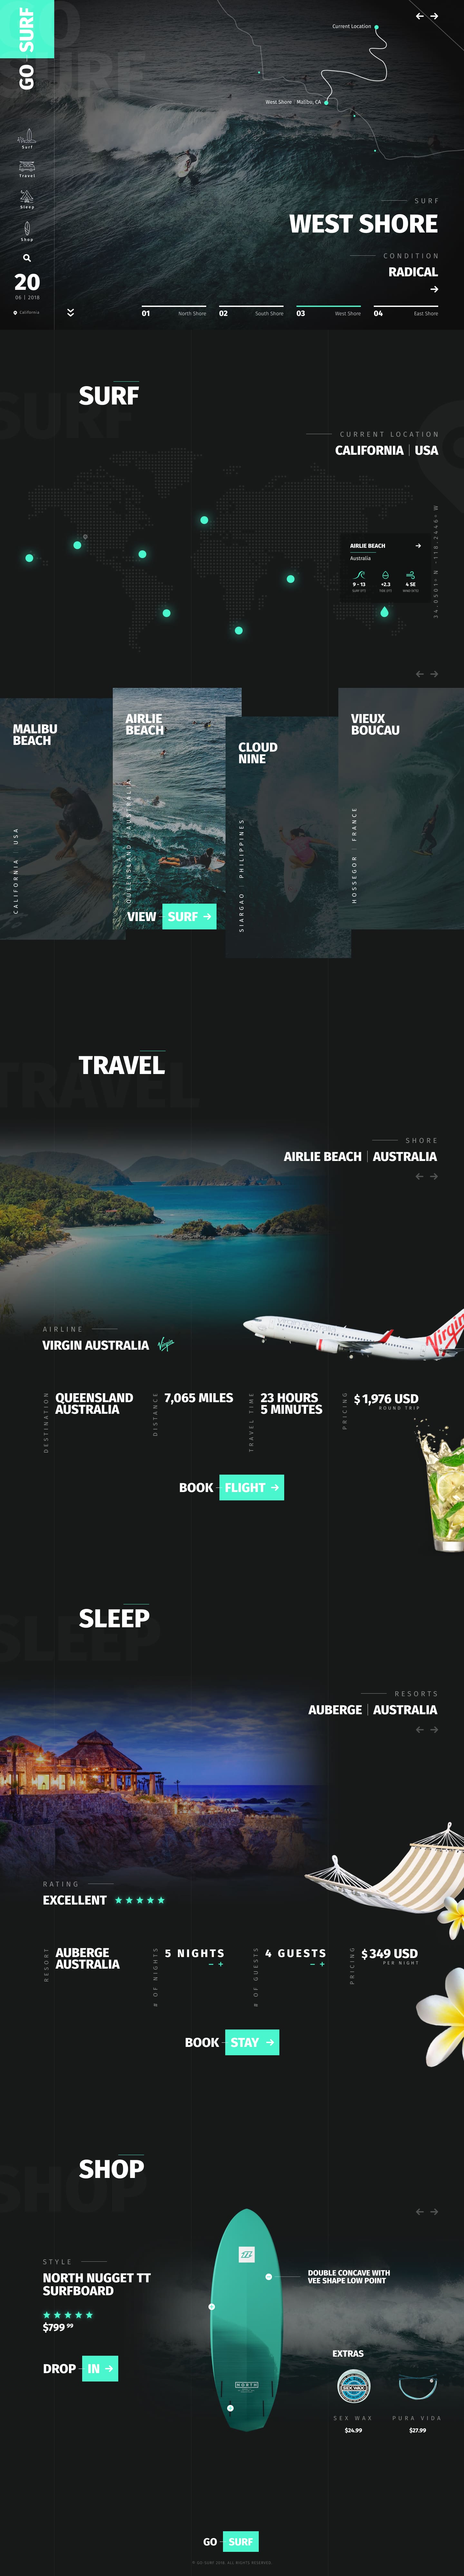 GO SURF
Surf
Travel
Sleep
Shop
20
06 | 2018
California
Current Location
West Shore | Malibu, CA
SURF
WEST SHORE
CONDITION
RADICAL
01 North Shore
02 South Shore
03 West Shore
04 East Shore
SURF
SURF
CURRENT LOCATION
CALIFORNIA | USA
AIRLIE BEACH
Australia
9 - 13
+2.3
4 SE
MALIBU
BEACH
CALIFORNIA | USA
AIRLIE
BEACH
QUEENSLAND | AUSTRALIA
VIEW SURF
CLOUD
NINE
SIARGAO | PHILIPPINES
VIEUX
BOUCAU
HOSSEGOR | FRANCE
TRAVEL
TRAVEL
SHORE
AIRLIE BEACH | AUSTRALIA
AIRLINE
VIRGIN AUSTRALIA
Virgin
DESTINATION
QUEENSLAND
AUSTRALIA
DISTANCE
7,065 MILES
TRAVEL TIME
23 HOURS
5 MINUTES
PRICING
$1,976 USD
ROUND TRIP
BOOK FLIGHT
SLEEP
SLEEP
RESORTS
AUBERGE | AUSTRALIA
RATING
EXCELLENT
RESORT
AUBERGE
AUSTRALIA
# OF NIGHTS
5 NIGHTS
- +
# OF GUESTS
4 GUESTS
- +
PRICING
$349 USD
PER NIGHT
BOOK STAY
SHOP
SHOP
STYLE
NORTH NUGGET TT
SURFBOARD
$799 99
DROP IN
NORTH
DOUBLE CONCAVE WITH
VEE SHAPE LOW POINT
EXTRAS
SEX WAX
SEX WAX
$24.99
PURA VIDA
$27.99
GO SURF
© GO SURF 2018. ALL RIGHTS RESERVED